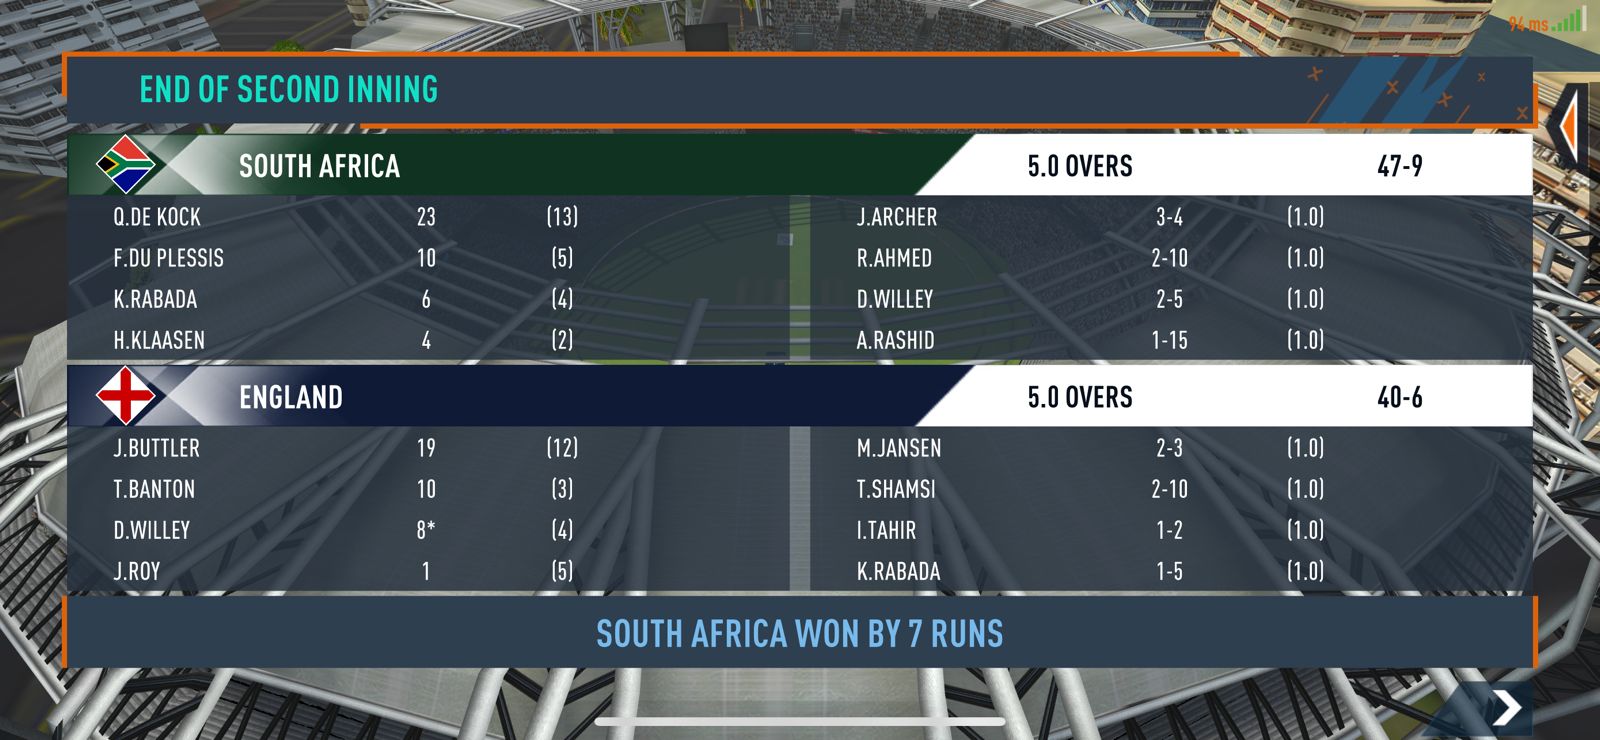 94 ms
END OF SECOND INNING
SOUTH AFRICA 5.0 OVERS 47-9
Q.DE KOCK 23 (13) J.ARCHER 3-4 (1.0)
F.DU PLESSIS 10 (5) R.AHMED 2-10 (1.0)
K.RABADA 6 (4) D.WILLEY 2-5 (1.0)
H.KLAASEN 4 (2) A.RASHID 1-15 (1.0)
ENGLAND 5.0 OVERS 40-6
J.BUTTLER 19 (12) M.JANSEN 2-3 (1.0)
T.BANTON 10 (3) T.SHAMSI 2-10 (1.0)
D.WILLEY 8* (4) I.TAHIR 1-2 (1.0)
J.ROY 1 (5) K.RABADA 1-5 (1.0)
SOUTH AFRICA WON BY 7 RUNS